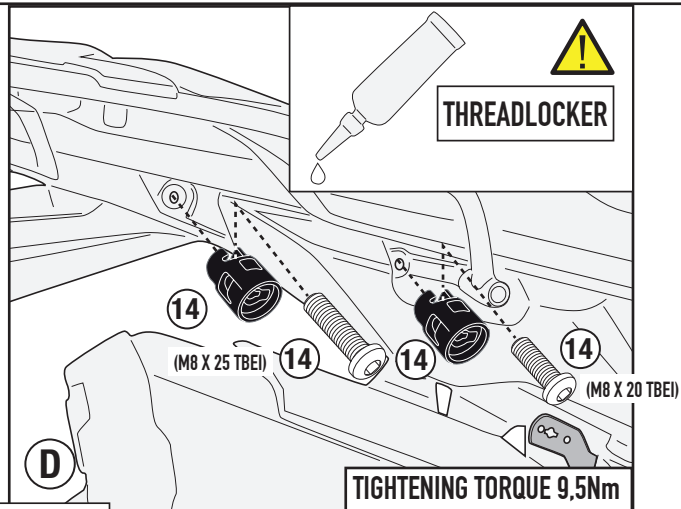 THREADLOCKER
14
(M8 X 25 TBEI) 14
14
14
(M8 X 20 TBEI)
D
TIGHTENING TORQUE 9,5Nm